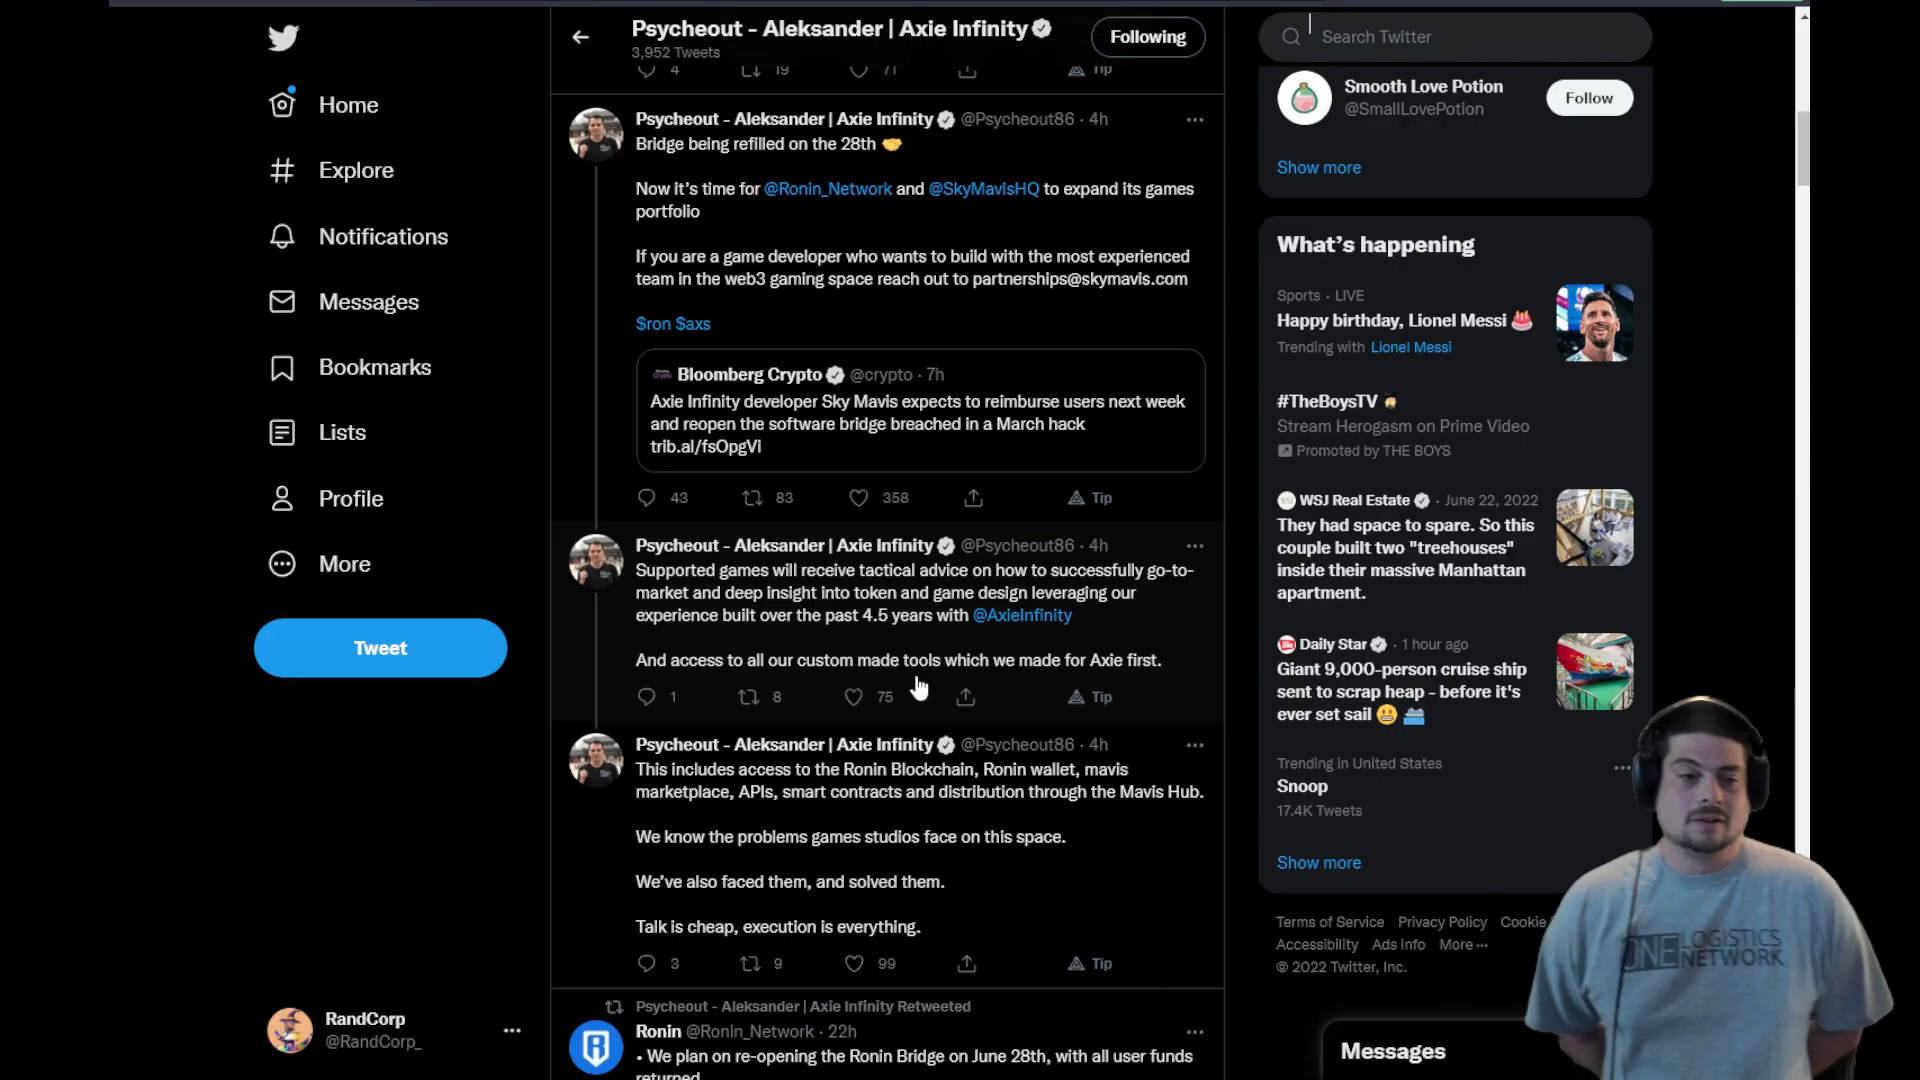 Home
Explore
Notifications
Messages
Bookmarks
Lists
Profile
More
Tweet
RandCorp
@RandCorp_
Psycheout - Aleksander | Axie Infinity
3,952 Tweets
Following
4 19 71 Tip
Psycheout - Aleksander | Axie Infinity @Psycheout86 · 4h
Bridge being refilled on the 28th
Now it's time for @Ronin_Network and @SkyMavisHQ to expand its games
portfolio
If you are a game developer who wants to build with the most experienced
team in the web3 gaming space reach out to partnerships@skymavis.com
$ron $axs
Bloomberg Crypto @crypto · 7h
Axie Infinity developer Sky Mavis expects to reimburse users next week
and reopen the software bridge breached in a March hack
trib.al/fsOpgVi
43 83 358 Tip
Psycheout - Aleksander | Axie Infinity @Psycheout86 · 4h
Supported games will receive tactical advice on how to successfully go-to-
market and deep insight into token and game design leveraging our
experience built over the past 4.5 years with @AxieInfinity
And access to all our custom made tools which we made for Axie first.
1 8 75 Tip
Psycheout - Aleksander | Axie Infinity @Psycheout86 · 4h
This includes access to the Ronin Blockchain, Ronin wallet, mavis
marketplace, APIs, smart contracts and distribution through the Mavis Hub.
We know the problems games studios face on this space.
We've also faced them, and solved them.
Talk is cheap, execution is everything.
3 9 99 Tip
Psycheout - Aleksander | Axie Infinity Retweeted
Ronin @Ronin_Network · 22h
• We plan on re-opening the Ronin Bridge on June 28th, with all user funds
returned
Search Twitter
Smooth Love Potion
@SmallLovePotion
Follow
Show more
What's happening
Sports · LIVE
Happy birthday, Lionel Messi
Trending with Lionel Messi
#TheBoysTV
Stream Herogasm on Prime Video
Promoted by THE BOYS
WSJ Real Estate · June 22, 2022
They had space to spare. So this
couple built two "treehouses"
inside their massive Manhattan
apartment.
Daily Star · 1 hour ago
Giant 9,000-person cruise ship
sent to scrap heap - before it's
ever set sail
Trending in United States
Snoop
17.4K Tweets
Show more
Terms of Service Privacy Policy Cookie
Accessibility Ads Info More
© 2022 Twitter, Inc.
Messages
ONE LOGISTICS
NETWORK